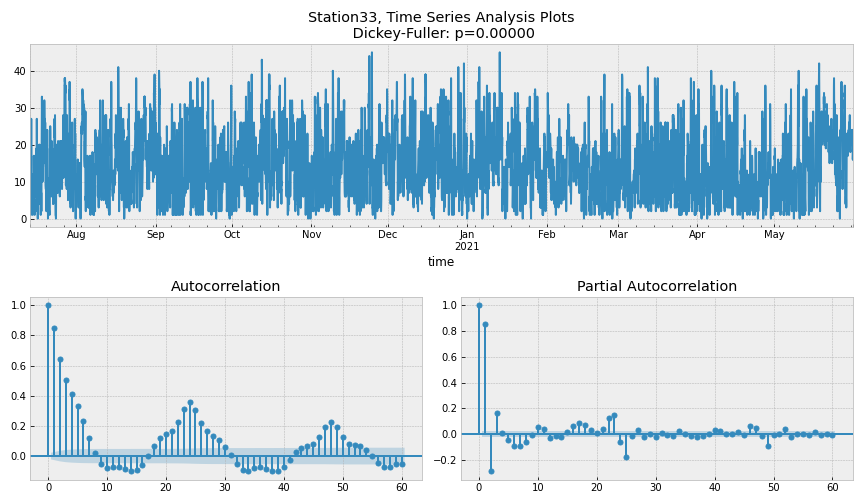 Station33, Time Series Analysis Plots
Dickey-Fuller: p=0.00000
40
30
20
10
0
Aug Sep Oct Nov Dec Jan Feb Mar Apr May
2021
time
Autocorrelation Partial Autocorrelation
1.0 1.0
0.8 0.8
0.6 0.6
0.4 0.4
0.2 0.2
0.0 0.0
−0.2
0 10 20 30 40 50 60 0 10 20 30 40 50 60